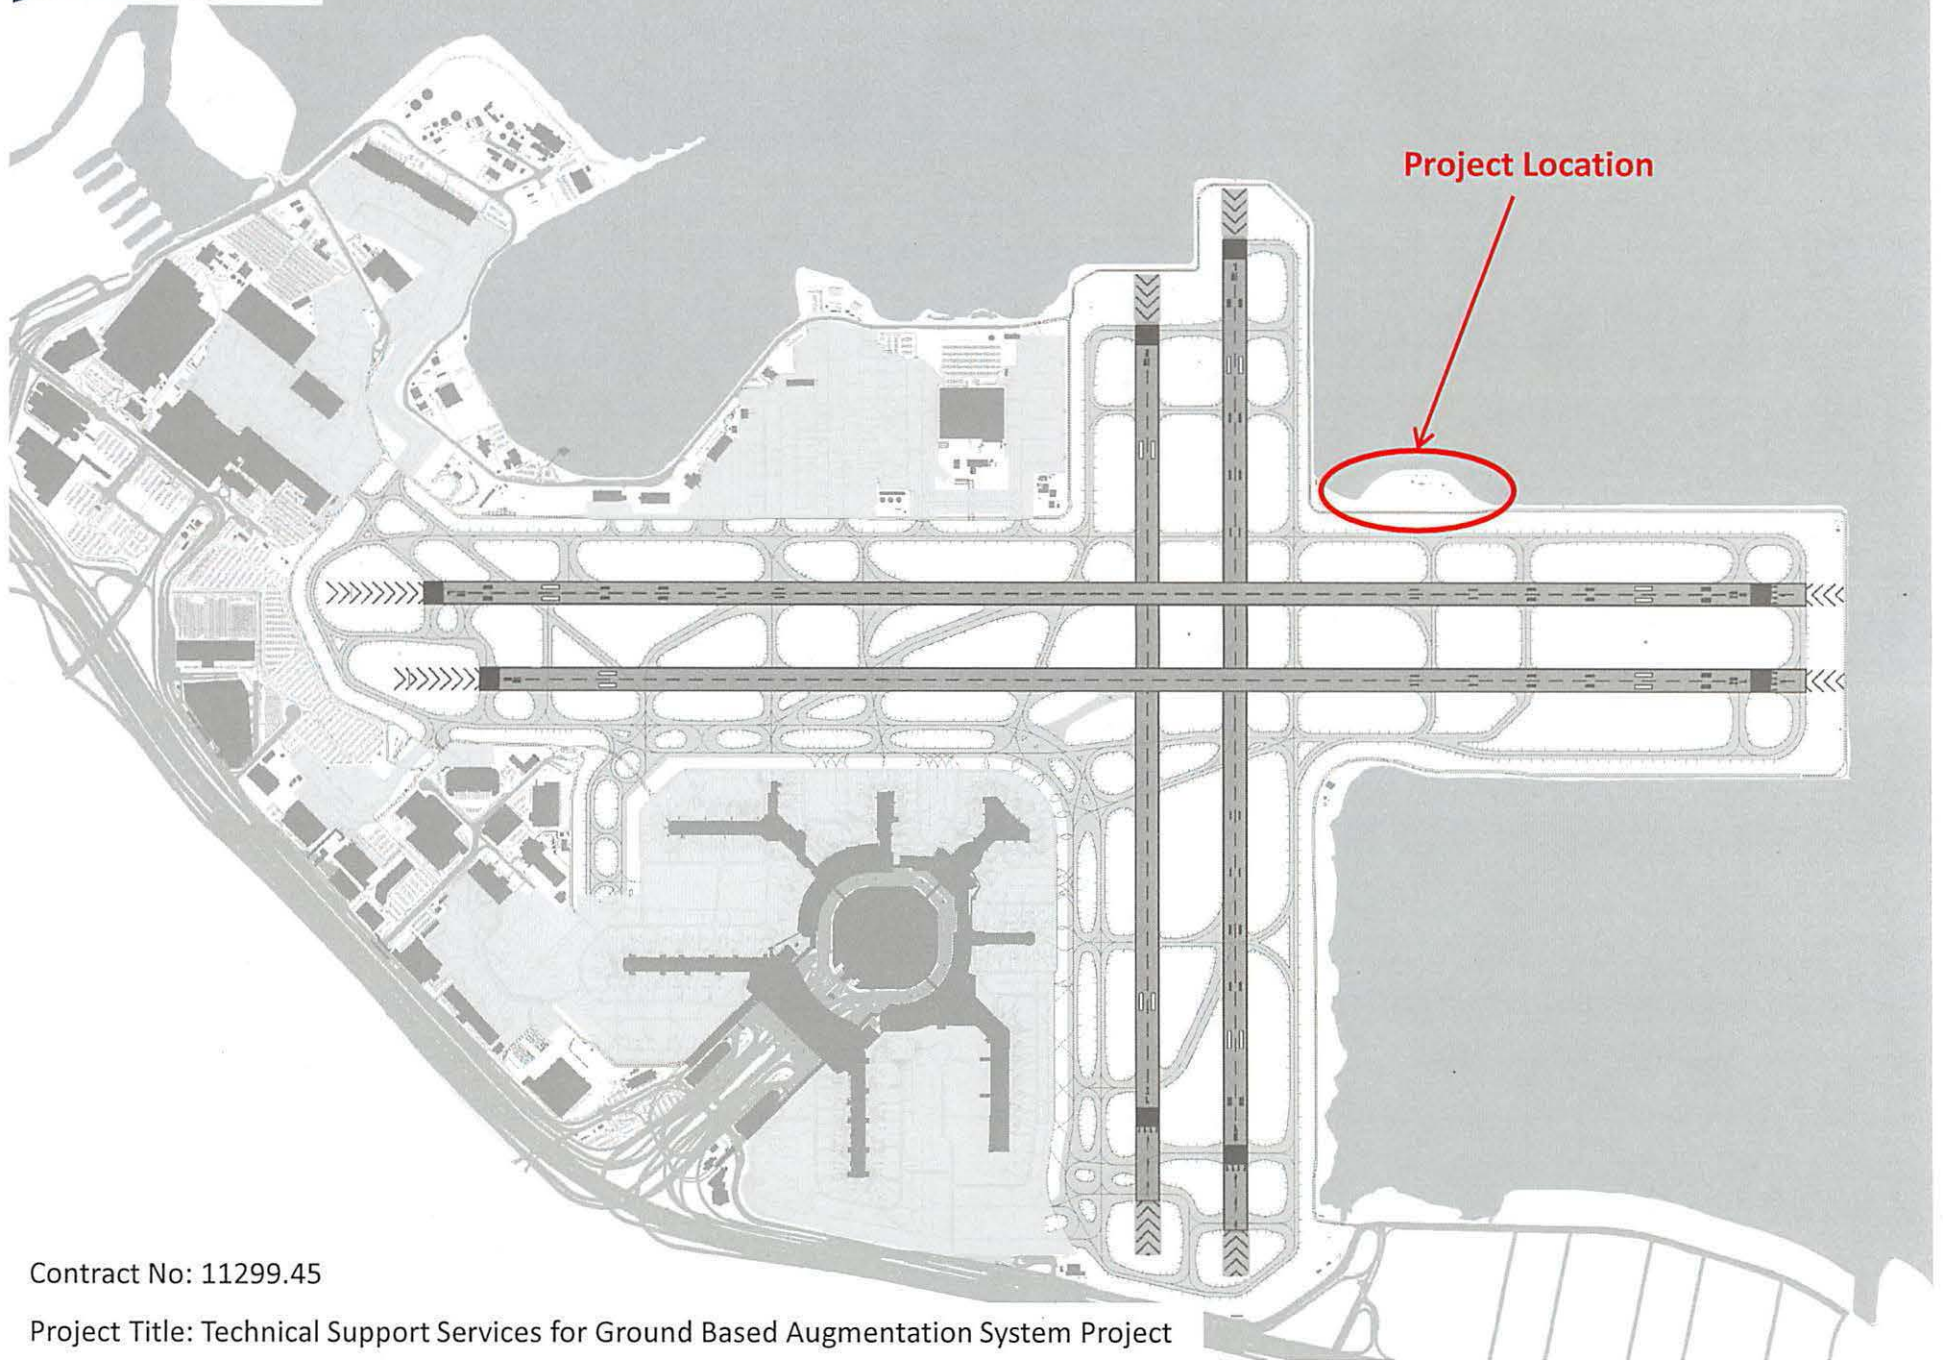 Project Location
Contract No: 11299.45
Project Title: Technical Support Services for Ground Based Augmentation System Project